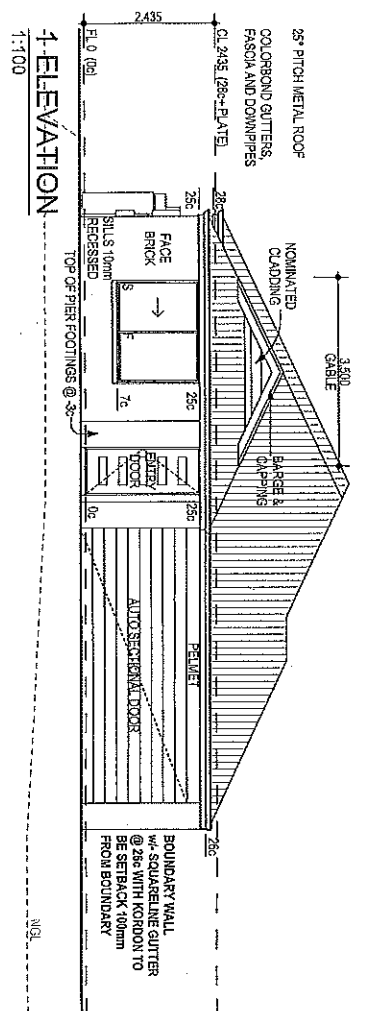 25° PITCH METAL ROOF
COLORBOND GUTTERS,
FASCIA AND DOWNPIPES
3,500
GABLE
NOMINATED
CLADDING
BARGE &
CAPPING
CL 2435 (28c+ PLATE)
28c
25c
2,435
FL 0 (0c)
FACE
BRICK
SILLS 10mm
RECESSED
S
F
25c
7c
TOP OF PIER FOOTINGS @ -3c
ENTRY
DOOR
25c
0c
PELMET
AUTO SECTIONAL DOOR
26c
BOUNDARY WALL
w/- SQUARELINE GUTTER
@ 26c WITH KORDON TO
BE SETBACK 100mm
FROM BOUNDARY
NGL
1 ELEVATION
1:100